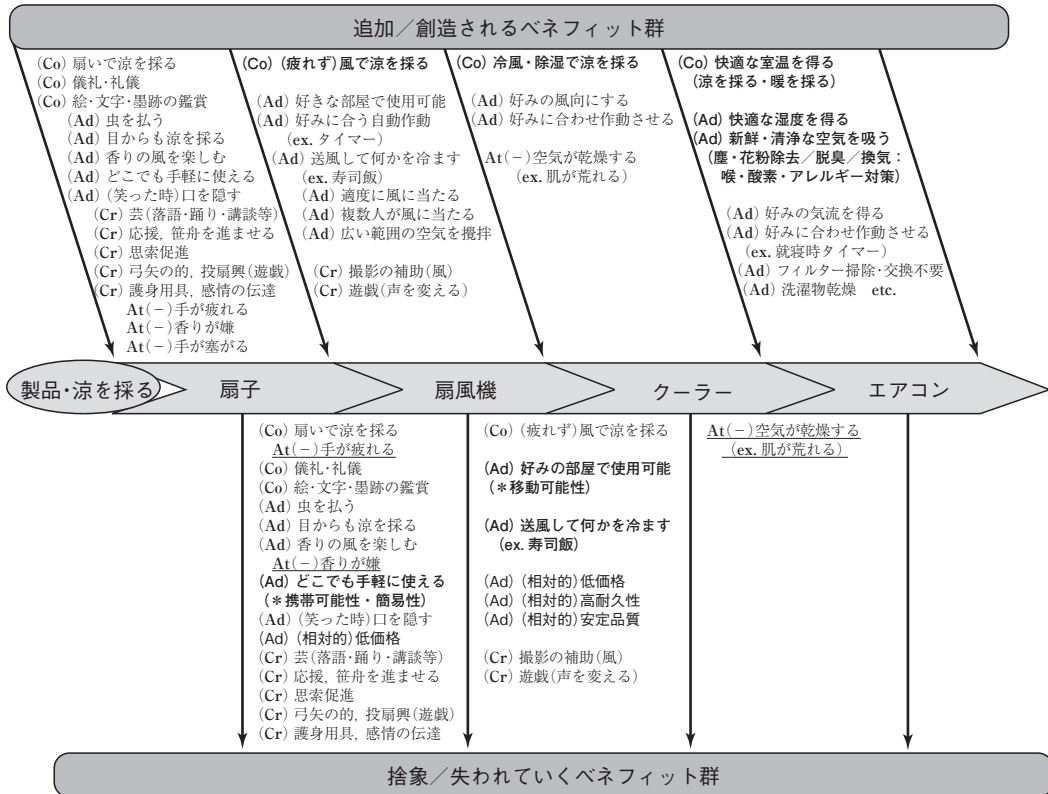 追加／創造されるベネフィット群
(Co) 扇いで涼を採る
(Co) 儀礼・礼儀
(Co) 絵・文字・墨跡の鑑賞
(Ad) 虫を払う
(Ad) 目からも涼を採る
(Ad) 香りの風を楽しむ
(Ad) どこでも手軽に使える
(Ad) (笑った時)口を隠す
(Cr) 芸(落語・踊り・講談等)
(Cr) 応援, 笹舟を進ませる
(Cr) 思索促進
(Cr) 弓矢の的, 投扇興(遊戯)
(Cr) 護身用具, 感情の伝達
At(−)手が疲れる
At(−)香りが嫌
At(−)手が塞がる
(Co) (疲れず)風で涼を採る
(Ad) 好きな部屋で使用可能
(Ad) 好みに合う自動作動
(ex. タイマー)
(Ad) 送風して何かを冷ます
(ex. 寿司飯)
(Ad) 適度に風に当たる
(Ad) 複数人が風に当たる
(Ad) 広い範囲の空気を攪拌
(Cr) 撮影の補助(風)
(Cr) 遊戯(声を変える)
(Co) 冷風・除湿で涼を採る
(Ad) 好みの風向にする
(Ad) 好みに合わせ作動させる
At(−)空気が乾燥する
(ex. 肌が荒れる)
(Co) 快適な室温を得る
(涼を採る・暖を採る)
(Ad) 快適な湿度を得る
(Ad) 新鮮・清浄な空気を吸う
(塵・花粉除去／脱臭／換気：
喉・酸素・アレルギー対策)
(Ad) 好みの気流を得る
(Ad) 好みに合わせ作動させる
(ex. 就寝時タイマー)
(Ad) フィルター掃除・交換不要
(Ad) 洗濯物乾燥 etc.
製品・涼を採る
扇子
扇風機
クーラー
エアコン
(Co) 扇いで涼を採る
At(−)手が疲れる
(Co) 儀礼・礼儀
(Co) 絵・文字・墨跡の鑑賞
(Ad) 虫を払う
(Ad) 目からも涼を採る
(Ad) 香りの風を楽しむ
At(−)香りが嫌
(Ad) どこでも手軽に使える
(＊携帯可能性・簡易性)
(Ad) (笑った時)口を隠す
(Ad) (相対的)低価格
(Cr) 芸(落語・踊り・講談等)
(Cr) 応援, 笹舟を進ませる
(Cr) 思索促進
(Cr) 弓矢の的, 投扇興(遊戯)
(Cr) 護身用具, 感情の伝達
(Co) (疲れず)風で涼を採る
(Ad) 好みの部屋で使用可能
(＊移動可能性)
(Ad) 送風して何かを冷ます
(ex. 寿司飯)
(Ad) (相対的)低価格
(Ad) (相対的)高耐久性
(Ad) (相対的)安定品質
(Cr) 撮影の補助(風)
(Cr) 遊戯(声を変える)
At(−)空気が乾燥する
(ex. 肌が荒れる)
捨象／失われていくベネフィット群